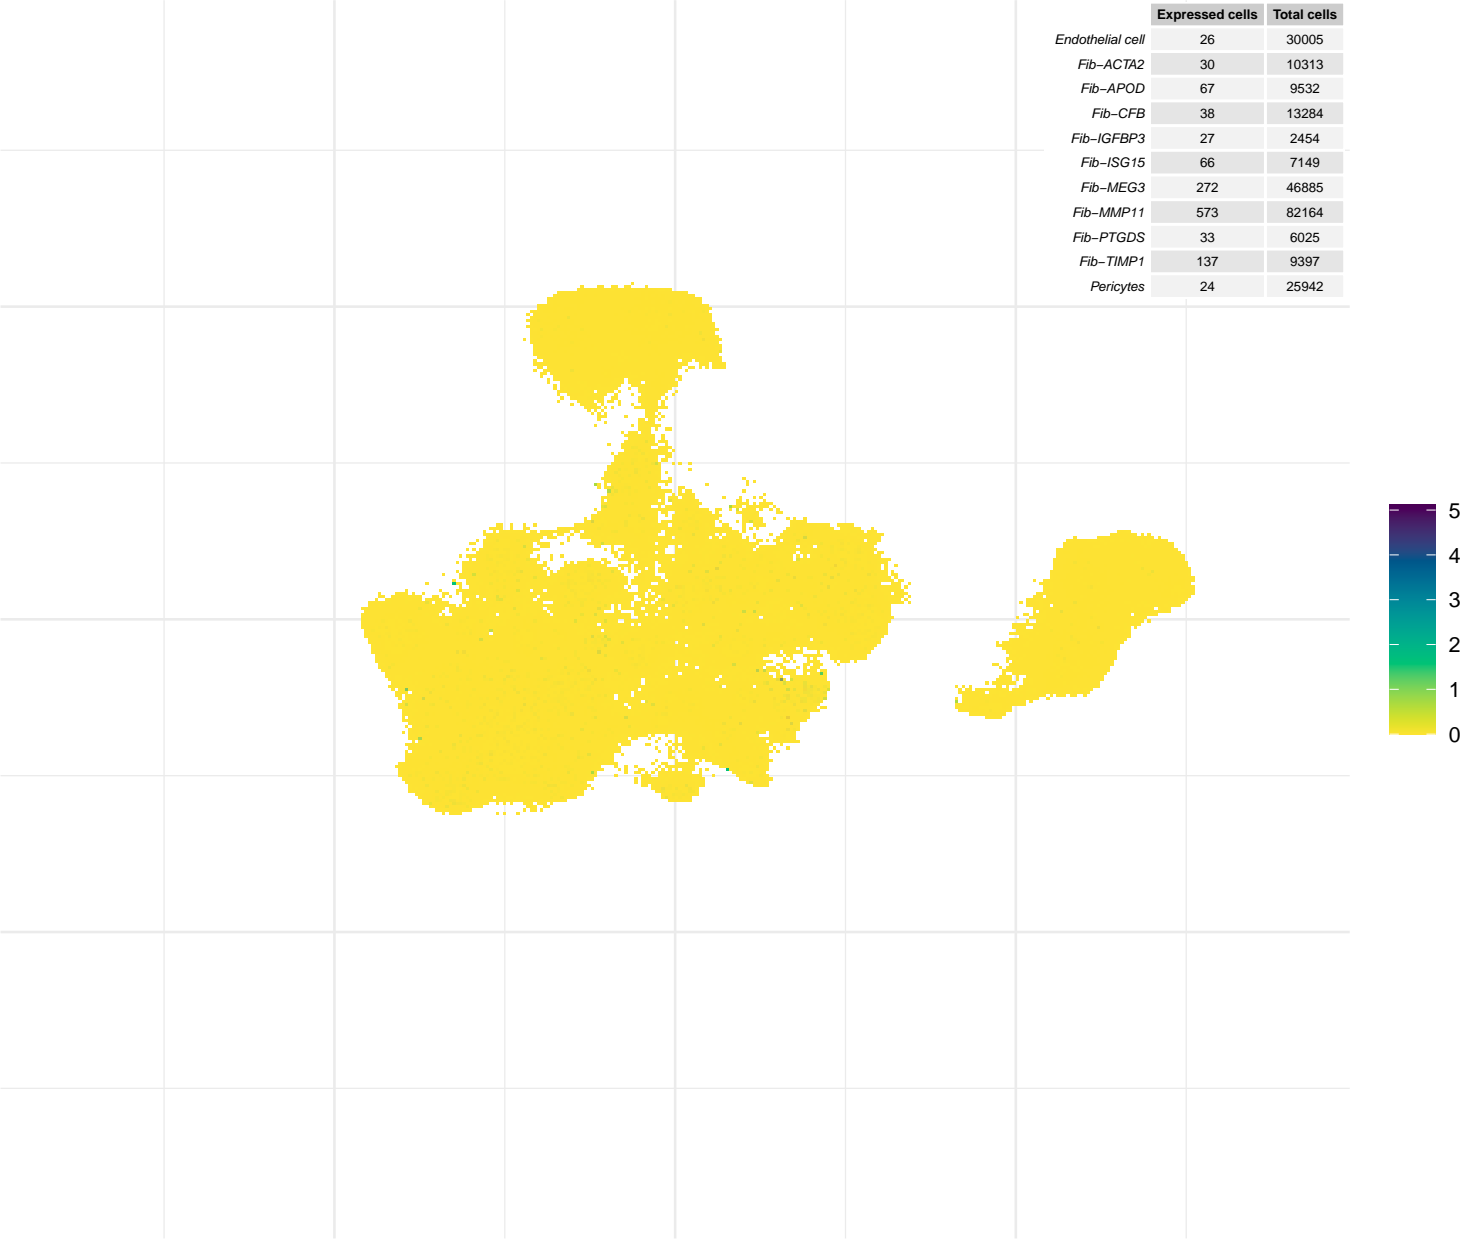 Expressed cells Total cells
Endothelial cell 26 30005
Fib−ACTA2 30 10313
Fib−APOD 67 9532
Fib−CFB 38 13284
Fib−IGFBP3 27 2454
Fib−ISG15 66 7149
Fib−MEG3 272 46885
Fib−MMP11 573 82164
Fib−PTGDS 33 6025
Fib−TIMP1 137 9397
Pericytes 24 25942
5
4
3
2
1
0